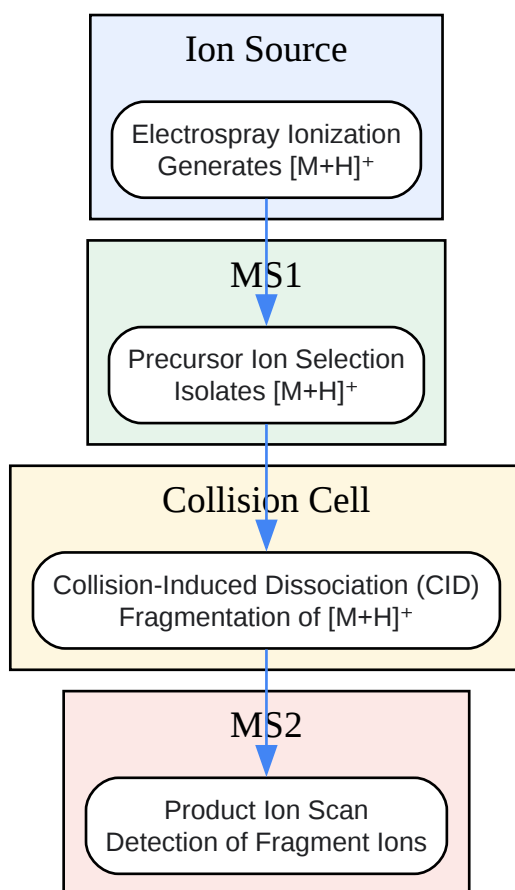 Ion Source
Electrospray Ionization
Generates [M+H]⁺
MS1
Precursor Ion Selection
Isolates [M+H]⁺
Collision Cell
Collision-Induced Dissociation (CID)
Fragmentation of [M+H]⁺
MS2
Product Ion Scan
Detection of Fragment Ions